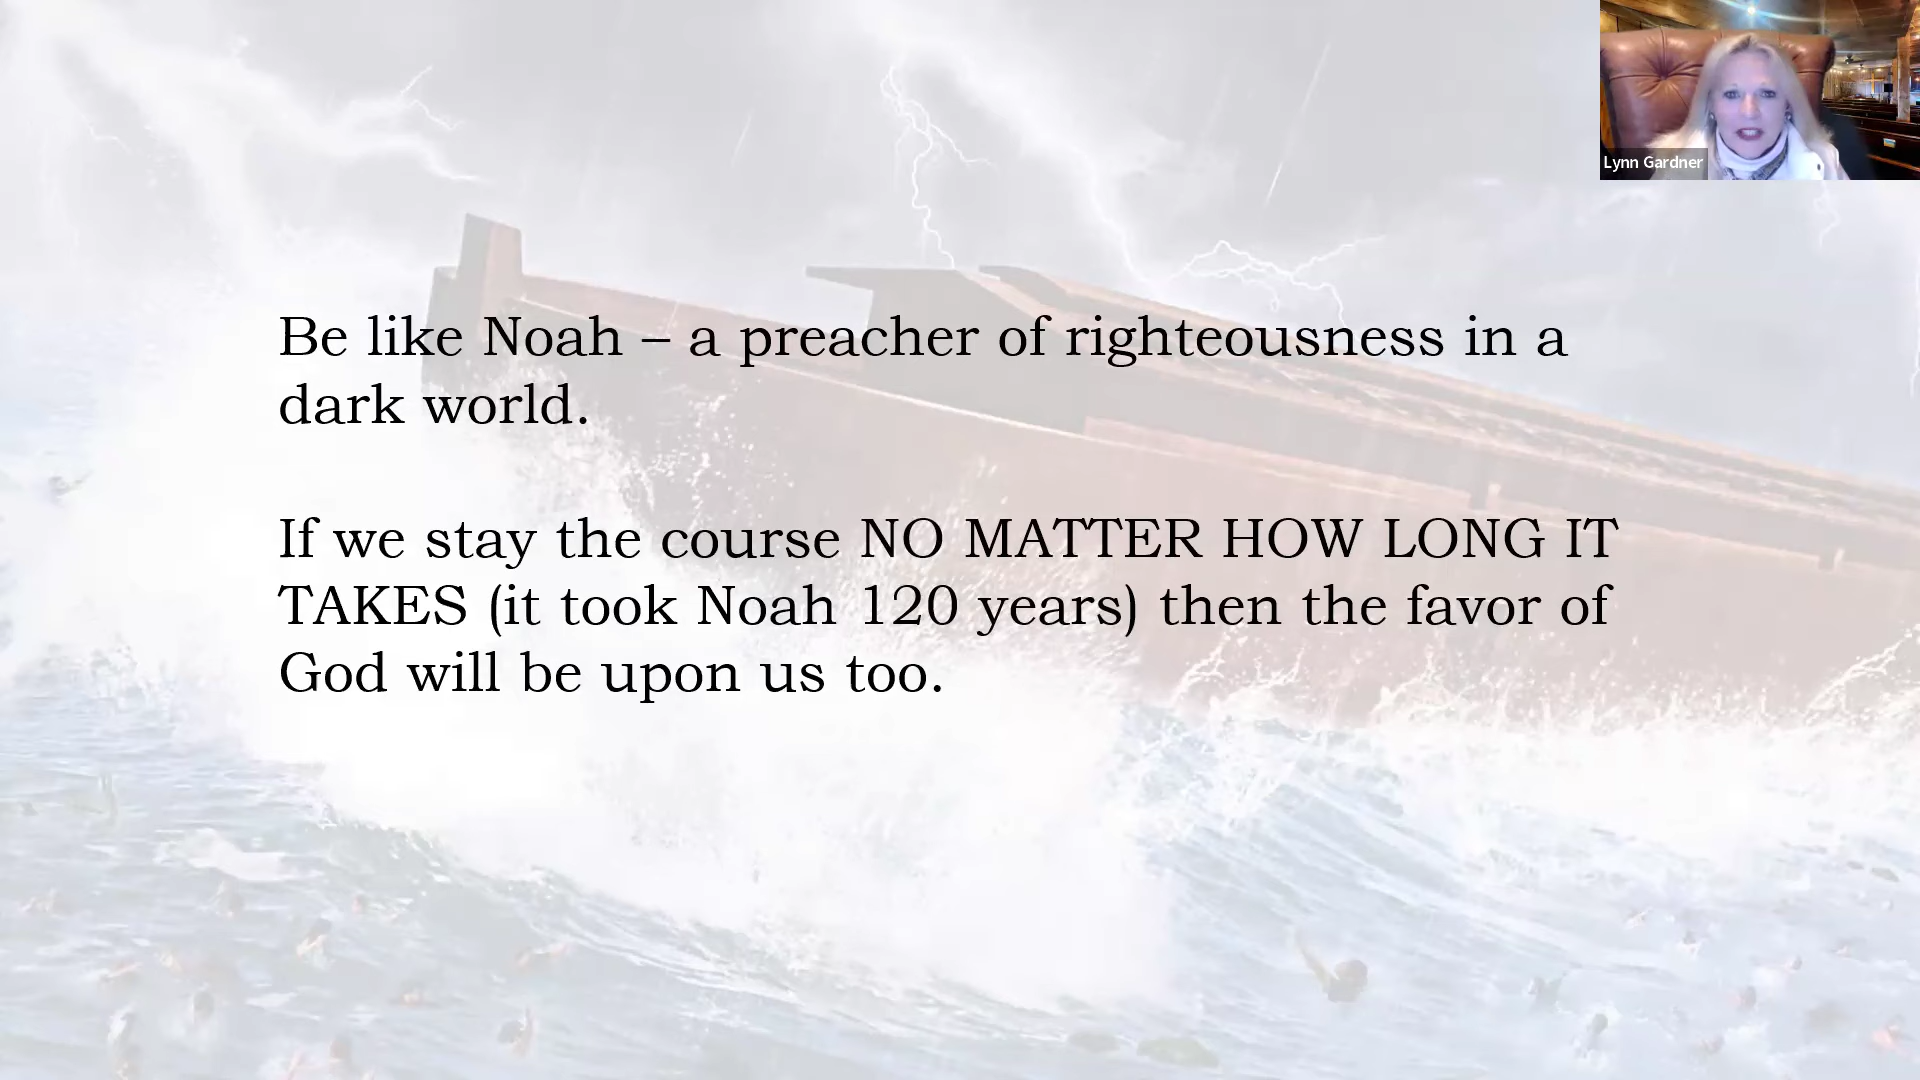 Lynn Gardner
Be like Noah – a preacher of righteousness in a
dark world.
If we stay the course NO MATTER HOW LONG IT
TAKES (it took Noah 120 years) then the favor of
God will be upon us too.